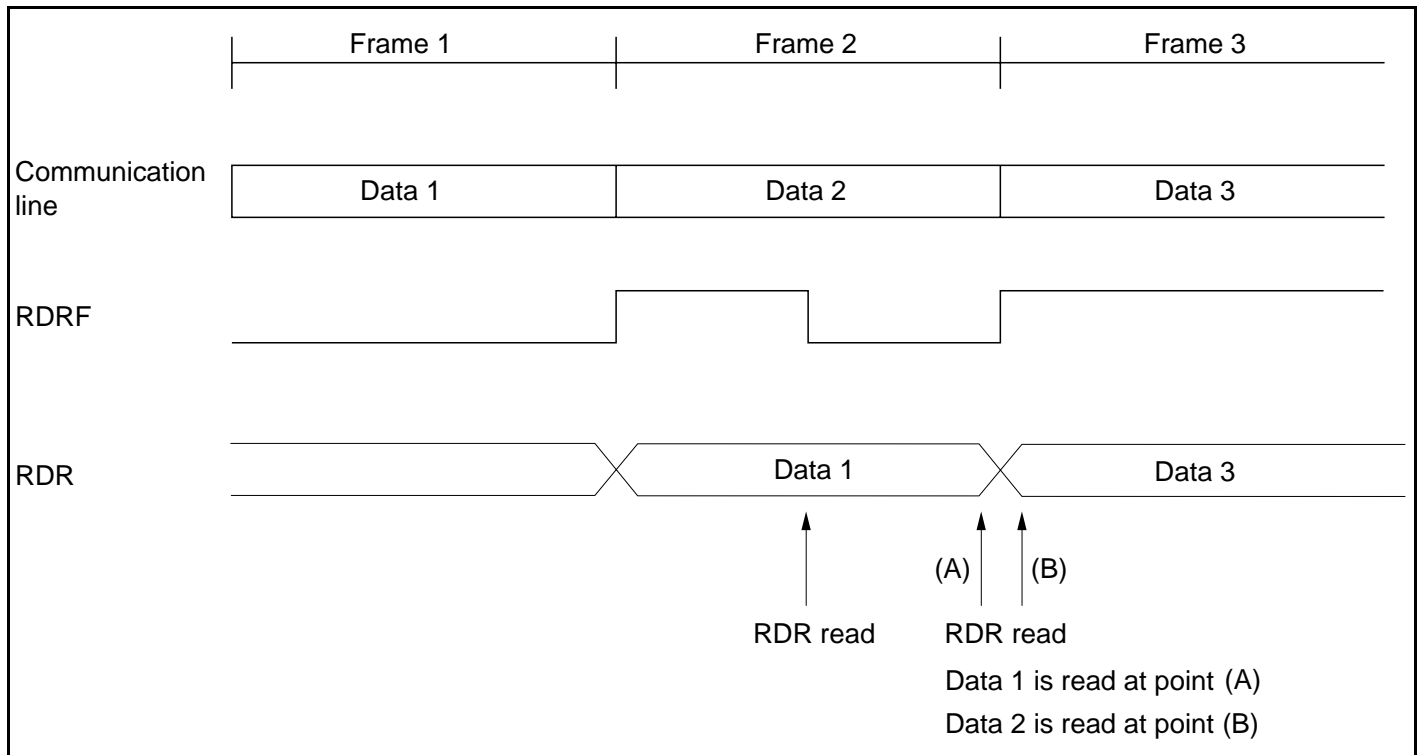 Frame 1 Frame 2 Frame 3
Communication
line
Data 1 Data 2 Data 3
RDRF
RDR
Data 1 Data 3
(A) (B)
RDR read RDR read
Data 1 is read at point (A)
Data 2 is read at point (B)